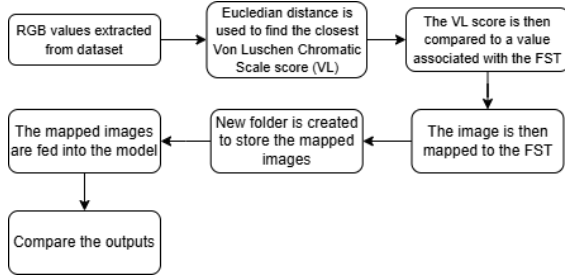 RGB values extracted
from dataset
Eucledian distance is
used to find the closest
Von Luschen Chromatic
Scale score (VL)
The VL score is then
compared to a value
associated with the FST
The image is then
mapped to the FST
New folder is created
to store the mapped
images
The mapped images
are fed into the model
Compare the outputs